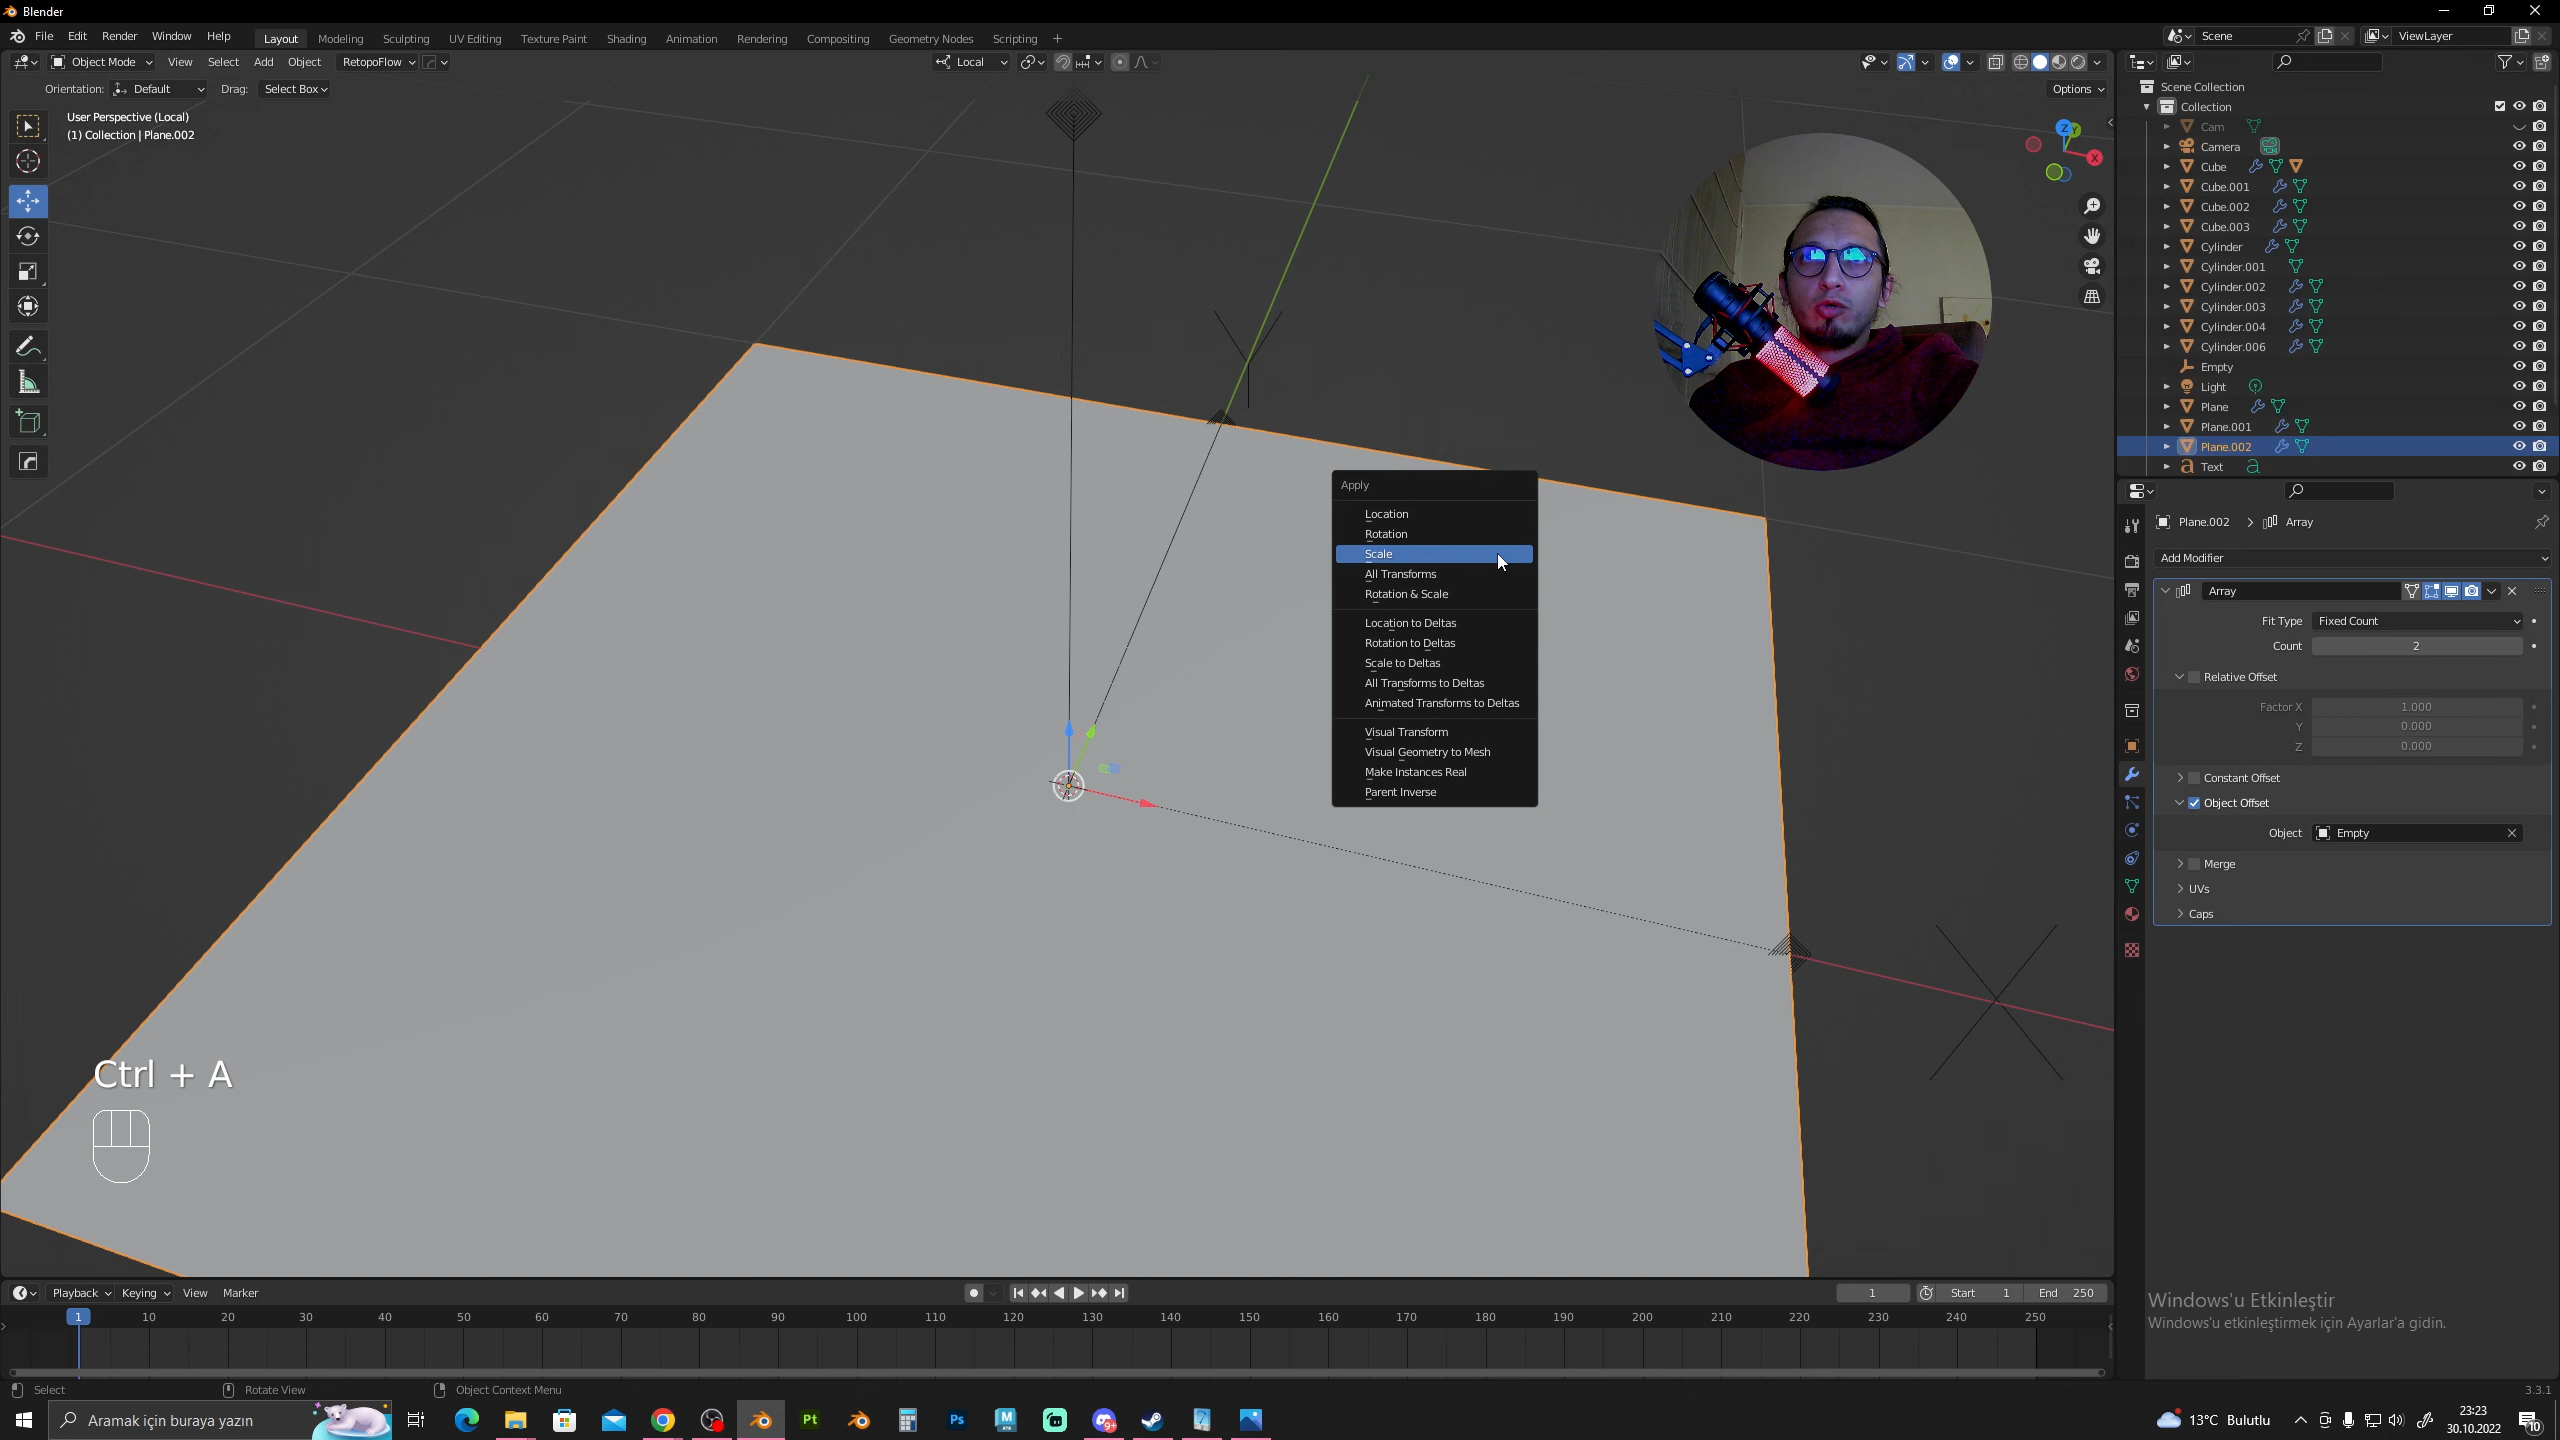 Blender
File Edit Render Window Help
Layout Modeling Sculpting UV Editing Texture Paint Shading Animation Rendering Compositing Geometry Nodes Scripting +
Scene
ViewLayer
Object Mode View Select Add Object RetopoFlow
Local
Orientation: Default Drag: Select Box
Options
User Perspective (Local)
(1) Collection | Plane.002
Z
Y
X
Scene Collection
Collection
Cam
Camera
Cube
Cube.001
Cube.002
Cube.003
Cylinder
Cylinder.001
Cylinder.002
Cylinder.003
Cylinder.004
Cylinder.006
Empty
Light
Plane
Plane.001
Plane.002
Text
Apply
Location
Rotation
Scale
All Transforms
Rotation & Scale
Location to Deltas
Rotation to Deltas
Scale to Deltas
All Transforms to Deltas
Animated Transforms to Deltas
Visual Transform
Visual Geometry to Mesh
Make Instances Real
Parent Inverse
Plane.002 > Array
Add Modifier
Array
Fit Type Fixed Count
Count 2
Relative Offset
Factor X 1.000
Y 0.000
Z 0.000
Constant Offset
Object Offset
Object Empty
Merge
UVs
Caps
Ctrl + A
Windows'u Etkinleştir
Windows'u etkinleştirmek için Ayarlar'a gidin.
Playback Keying View Marker
1 Start 1 End 250
1 10 20 30 40 50 60 70 80 90 100 110 120 130 140 150 160 170 180 190 200 210 220 230 240 250
Select Rotate View Object Context Menu
3.3.1
Aramak için buraya yazın
Pt
Ps
M
9+
13°C Bulutlu
23:23
30.10.2022
10